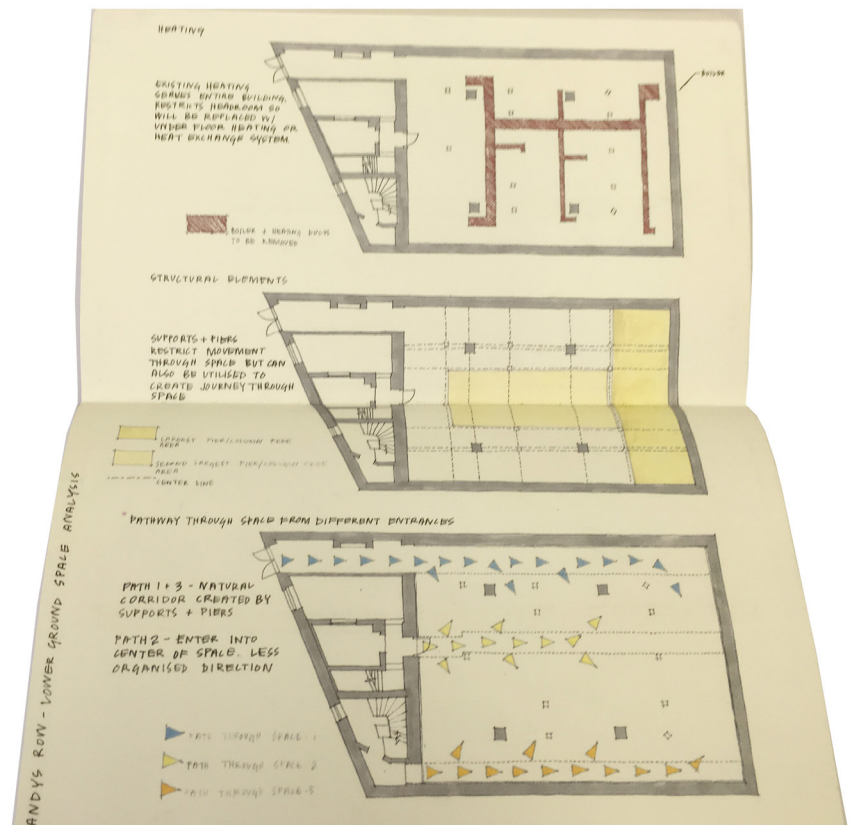 HEATING
EXISTING HEATING
SERVES ENTIRE BUILDING.
RESTRICTS HEADROOM SO
WILL BE REPLACED W/
UNDER FLOOR HEATING OR
HEAT EXCHANGE SYSTEM.
BOILER
BOILER + HEATING DUCTS
TO BE REMOVED
STRUCTURAL ELEMENTS
SUPPORTS + PIERS
RESTRICT MOVEMENT
THROUGH SPACE BUT CAN
ALSO BE UTILISED TO
CREATE JOURNEY THROUGH
SPACE
LARGEST PIER/COLUMN FREE
AREA
SECOND LARGEST PIER/COLUMN FREE
AREA
CENTER LINE
*PATHWAY THROUGH SPACE FROM DIFFERENT ENTRANCES
PATH 1 + 3 - NATURAL
CORRIDOR CREATED BY
SUPPORTS + PIERS
PATH 2 - ENTER INTO
CENTER OF SPACE. LESS
ORGANISED DIRECTION
PATH THROUGH SPACE 1
PATH THROUGH SPACE 2
PATH THROUGH SPACE 3
ANDYS ROW - LOWER GROUND SPACE ANALYSIS